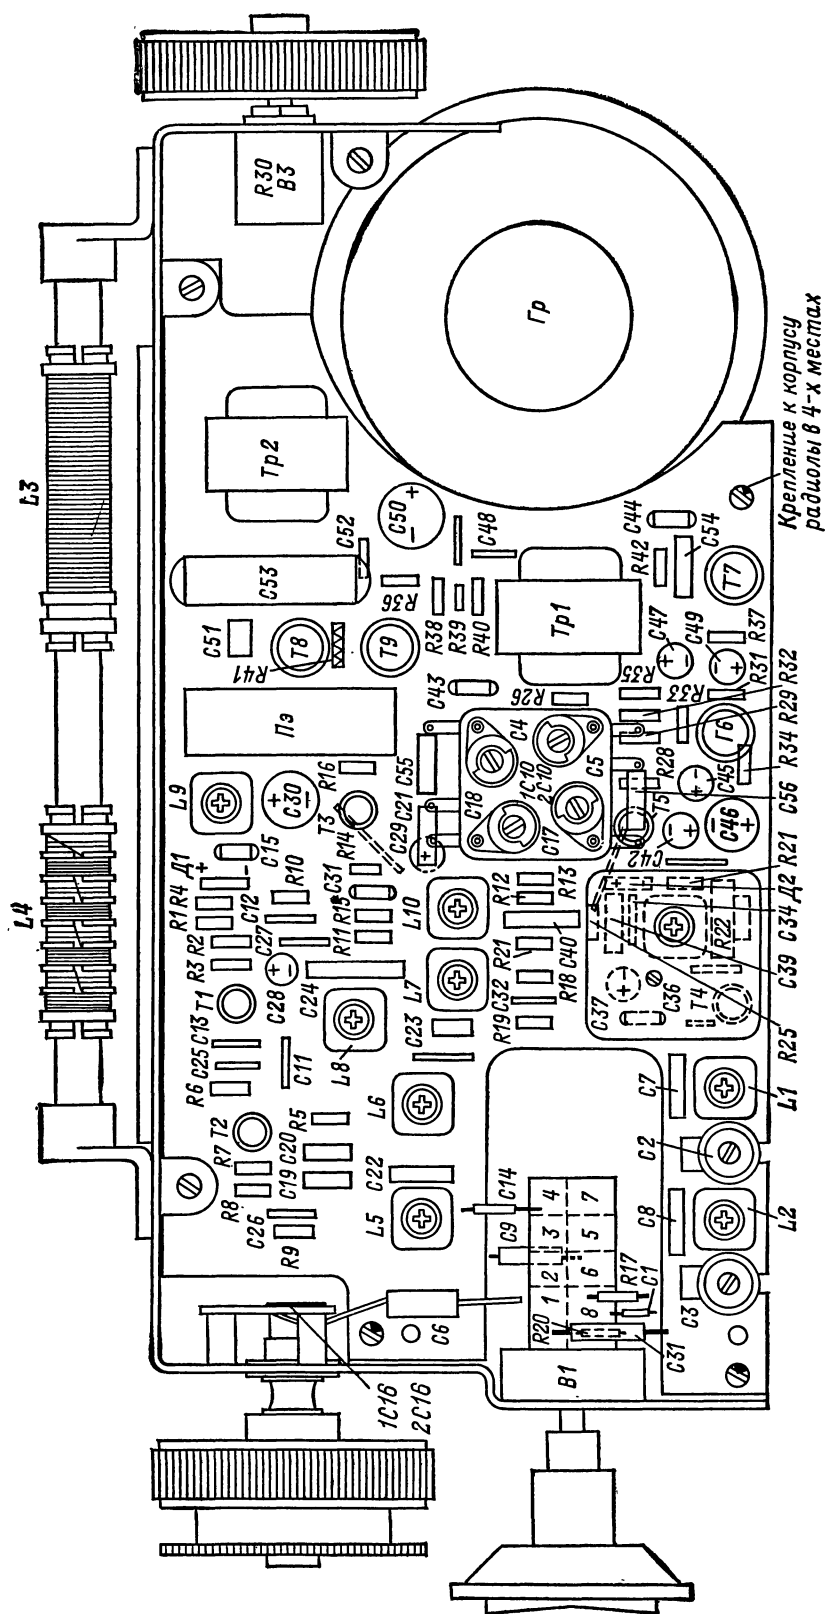 L4
L3
R30
В3
Гр
Крепление к корпусу
радиолы в 4-х местах
Тр2
С53
С52
С50
+
-
С48
С51
Т8
R41
Т9
R36
R38
R39
R40
Тр1
С44
R42
С54
Т7
С47
+
-
С49
-
+
R37
R31
R32
R29
R35
R33
С43
R26
Пэ
L9
С30
+
-
R16
С55
С21
С29
+
Т3
R14
С18
С4
1С10
2С10
С17
С5
R28
Т5
Т6
С45
+
-
R34
С56
С46
+
-
С42
+
-
R21
Д2
С34
С39
R25
R22
С37
+
С36
Т4
Д1
+
-
С15
R4
R1
R2
R3
С12
R10
С27
С31
R15
R11
L10
R12
R13
С40
R21
R18
С32
R19
С28
+
-
С24
Т1
L7
С23
L8
С13
С25
R6
С11
Т2
R7
R8
R5
С20
С19
С26
R9
L6
С22
L5
С14
С9
4
3
2
1
7
5
6
8
R17
С1
R20
С31
В1
С6
1С16
2С16
С7
L1
С2
С8
L2
С3